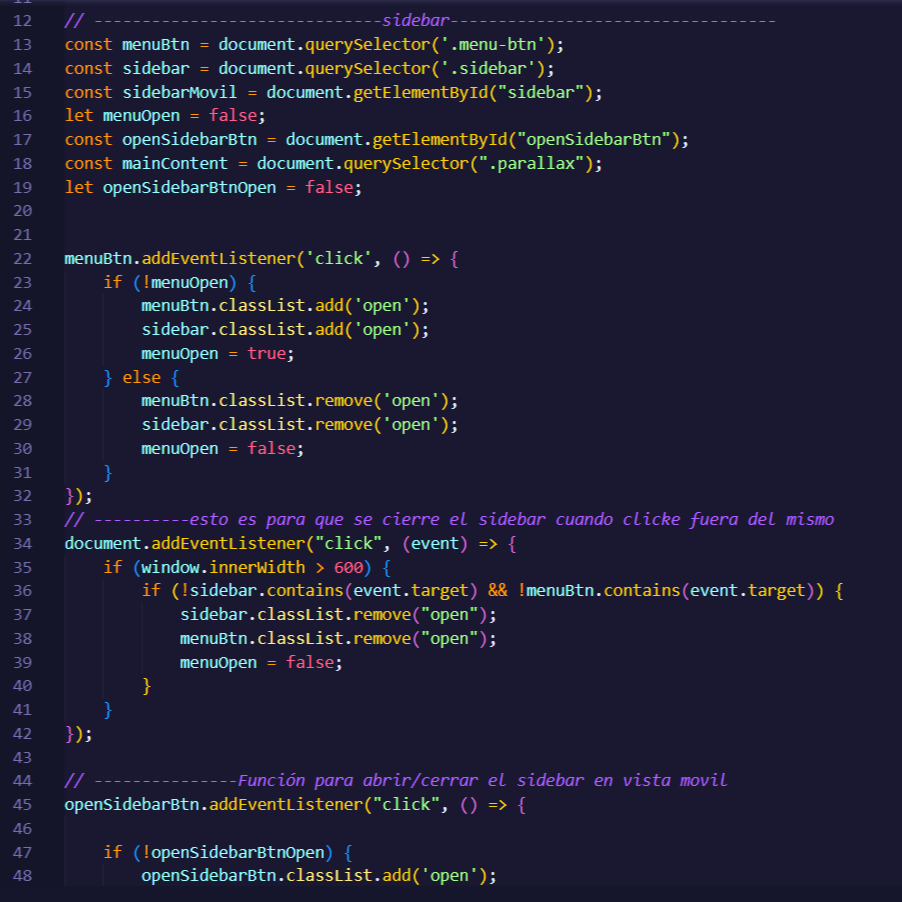 11
12 // ------------------------------sidebar----------------------------------
13 const menuBtn = document.querySelector('.menu-btn');
14 const sidebar = document.querySelector('.sidebar');
15 const sidebarMovil = document.getElementById("sidebar");
16 let menuOpen = false;
17 const openSidebarBtn = document.getElementById("openSidebarBtn");
18 const mainContent = document.querySelector(".parallax");
19 let openSidebarBtnOpen = false;
20
21
22 menuBtn.addEventListener('click', () => {
23     if (!menuOpen) {
24         menuBtn.classList.add('open');
25         sidebar.classList.add('open');
26         menuOpen = true;
27     } else {
28         menuBtn.classList.remove('open');
29         sidebar.classList.remove('open');
30         menuOpen = false;
31     }
32 });
33 // ----------esto es para que se cierre el sidebar cuando clicke fuera del mismo
34 document.addEventListener("click", (event) => {
35     if (window.innerWidth > 600) {
36         if (!sidebar.contains(event.target) && !menuBtn.contains(event.target)) {
37             sidebar.classList.remove("open");
38             menuBtn.classList.remove("open");
39             menuOpen = false;
40         }
41     }
42 });
43
44 // ---------------Función para abrir/cerrar el sidebar en vista movil
45 openSidebarBtn.addEventListener("click", () => {
46
47     if (!openSidebarBtnOpen) {
48         openSidebarBtn.classList.add('open');